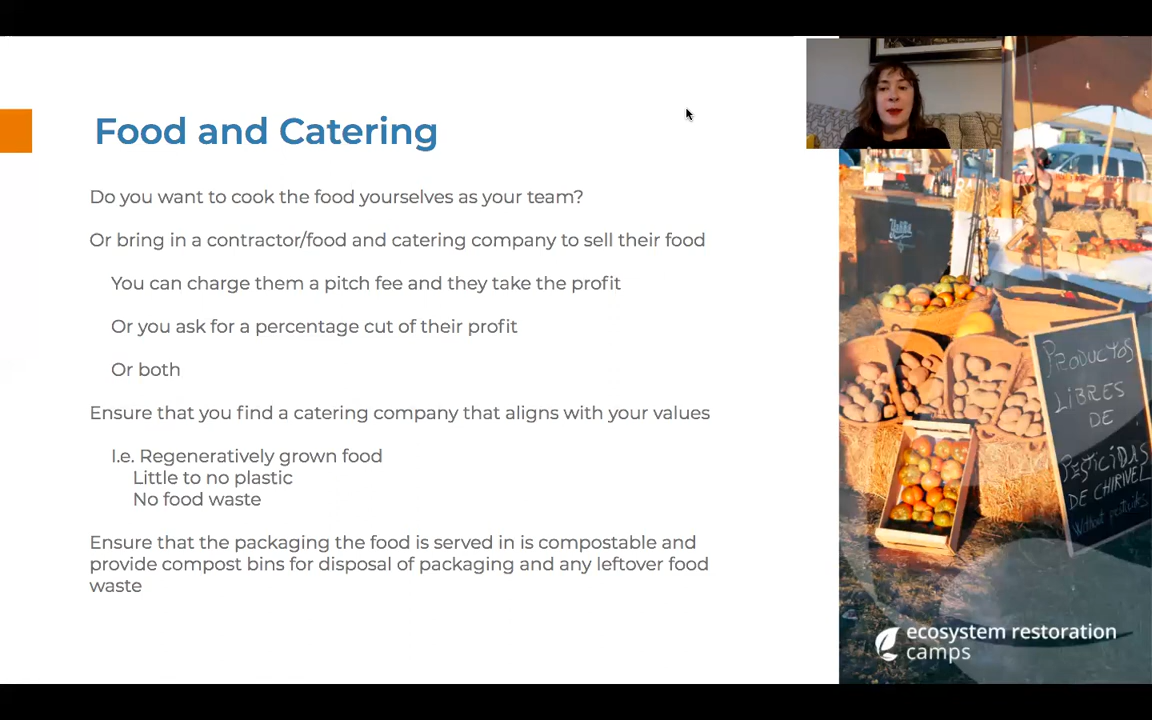 Food and Catering
Do you want to cook the food yourselves as your team?
Or bring in a contractor/food and catering company to sell their food
You can charge them a pitch fee and they take the profit
Or you ask for a percentage cut of their profit
Or both
Ensure that you find a catering company that aligns with your values
I.e. Regeneratively grown food
Little to no plastic
No food waste
Ensure that the packaging the food is served in is compostable and
provide compost bins for disposal of packaging and any leftover food
waste
PRODUCTOS
LIBRES
DE
PESTICIDAS
DE CHIRIVEL
Without pesticides
ecosystem restoration
camps